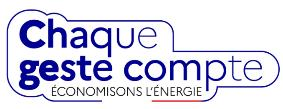 Chaque
geste compte
ÉCONOMISONS L'ÉNERGIE